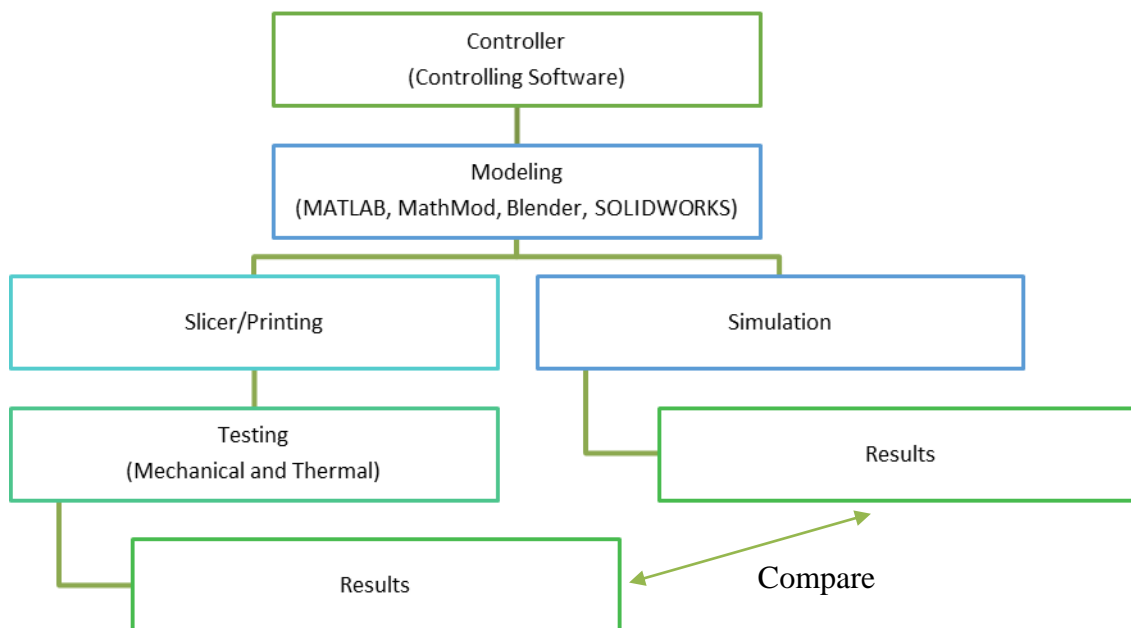 Controller
(Controlling Software)
Modeling
(MATLAB, MathMod, Blender, SOLIDWORKS)
Slicer/Printing
Simulation
Testing
(Mechanical and Thermal)
Results
Results
Compare